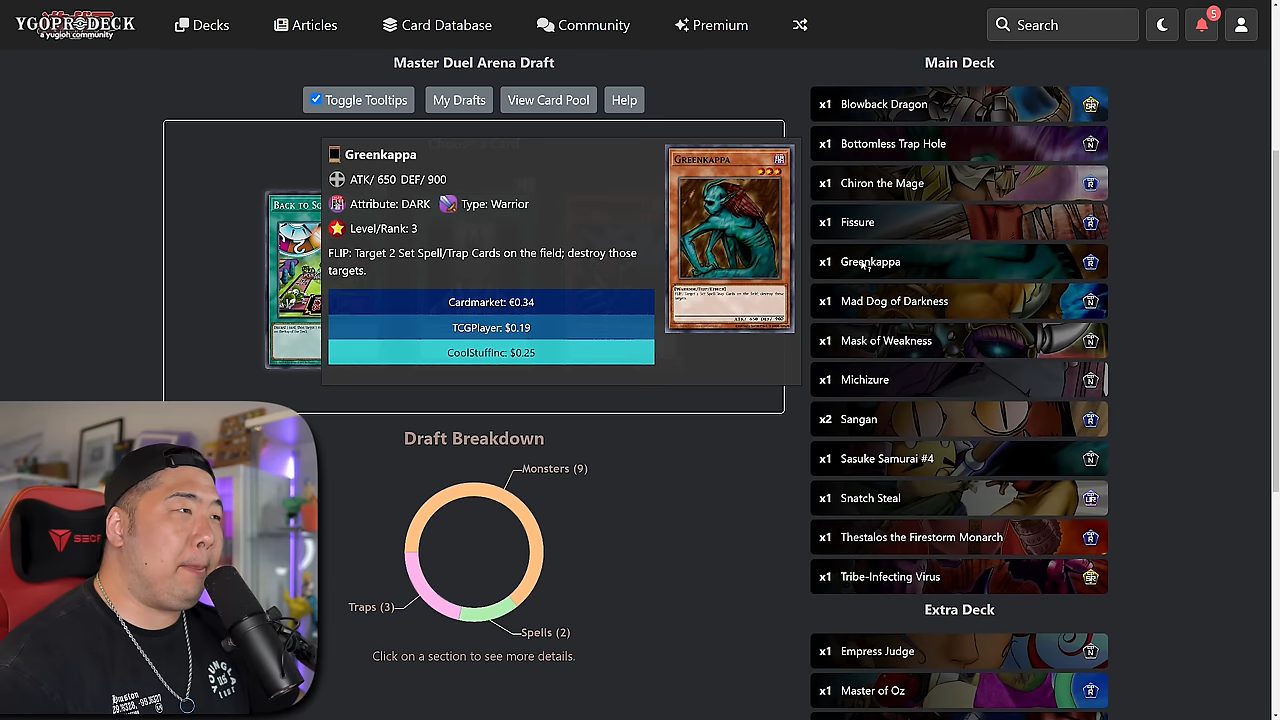 YGOPRODECK
a yugioh community
Decks
Articles
Card Database
Community
Premium
Search
5
Master Duel Arena Draft
Toggle Tooltips
My Drafts
View Card Pool
Help
BACK TO SO
Greenkappa
ATK/ 650 DEF/ 900
Attribute: DARK Type: Warrior
Level/Rank: 3
FLIP: Target 2 Set Spell/Trap Cards on the field; destroy those
targets.
Cardmarket: €0.34
TCGPlayer: $0.19
CoolStuffInc: $0.25
GREENKAPPA
Draft Breakdown
Monsters (9)
Traps (3)
Spells (2)
Click on a section to see more details.
Main Deck
x1 Blowback Dragon
x1 Bottomless Trap Hole
x1 Chiron the Mage
x1 Fissure
x1 Greenkappa
x1 Mad Dog of Darkness
x1 Mask of Weakness
x1 Michizure
x2 Sangan
x1 Sasuke Samurai #4
x1 Snatch Steal
x1 Thestalos the Firestorm Monarch
x1 Tribe-Infecting Virus
Extra Deck
x1 Empress Judge
x1 Master of Oz